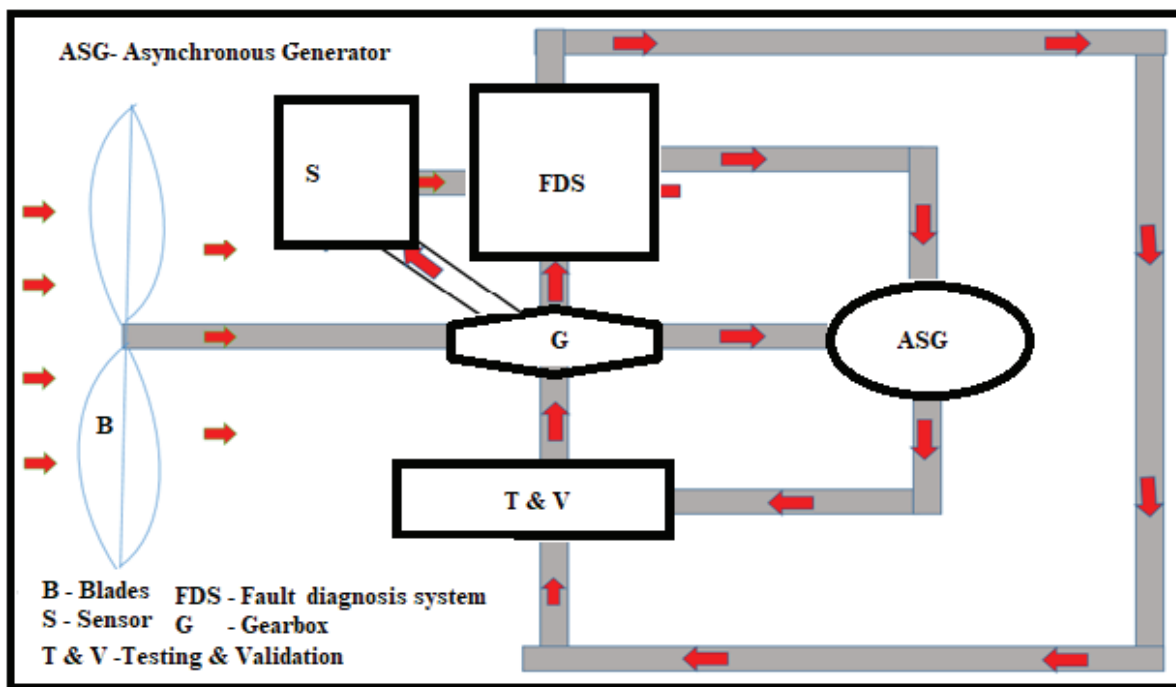 ASG- Asynchronous Generator
S
FDS
G
ASG
B
T & V
B - Blades
FDS - Fault diagnosis system
S - Sensor
G - Gearbox
T & V -Testing & Validation